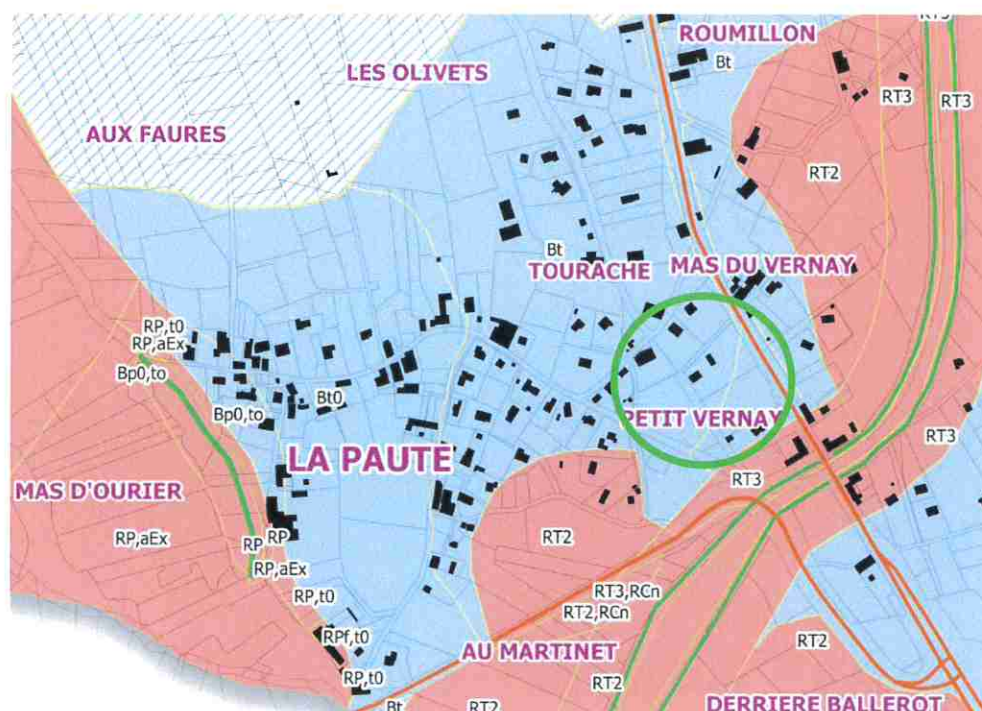 RT3
ROUMILLON
Bt
LES OLIVETS
RT3
RT3
AUX FAURES
RT2
Bt
TOURACHE
MAS DU VERNAY
RP,t0
RP,aEx
Bp0,to
Bt0
Bp0,to
PETIT VERNAY
LA PAUTE
RT3
RT3
MAS D'OURIER
RP,aEx
RP
RP
RT2
RP,aEx
RP,t0
RT3,RCn
RT2,RCn
RPf,t0
RT2
AU MARTINET
RP,t0
RT2
Bt
RT2
DERRIERE BALLEROT